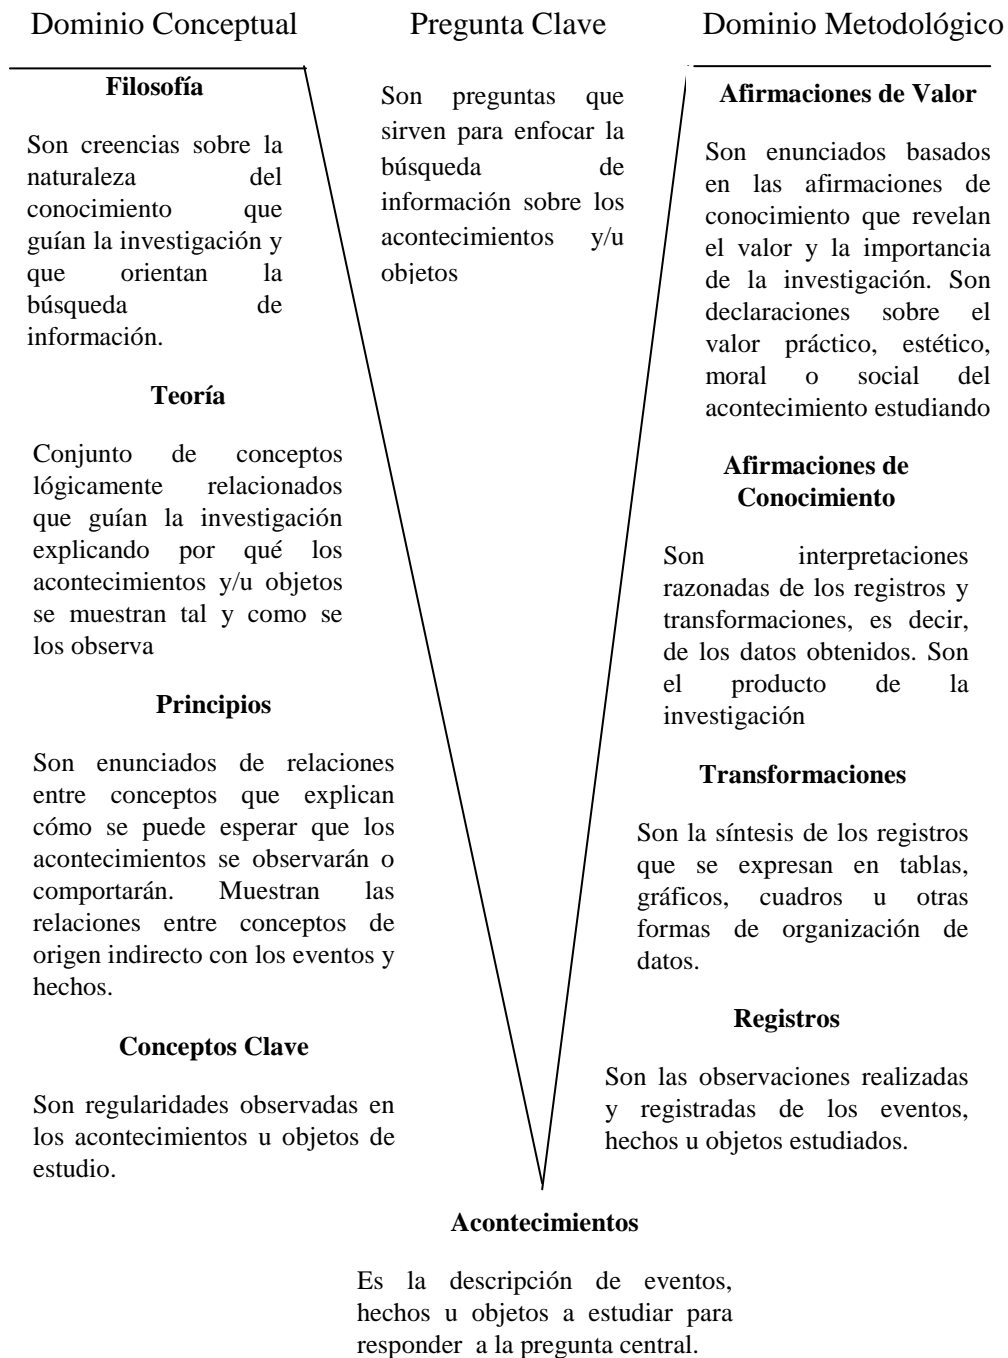 Dominio Conceptual
Filosofía
Son creencias sobre la
naturaleza del
conocimiento que
guían la investigación y
que orientan la
búsqueda de
información.
Teoría
Conjunto de conceptos
lógicamente relacionados
que guían la investigación
explicando por qué los
acontecimientos y/u objetos
se muestran tal y como se
los observa
Principios
Son enunciados de relaciones
entre conceptos que explican
cómo se puede esperar que los
acontecimientos se observarán o
comportarán. Muestran las
relaciones entre conceptos de
origen indirecto con los eventos y
hechos.
Conceptos Clave
Son regularidades observadas en
los acontecimientos u objetos de
estudio.
Pregunta Clave
Son preguntas que
sirven para enfocar la
búsqueda de
información sobre los
acontecimientos y/u
objetos
Dominio Metodológico
Afirmaciones de Valor
Son enunciados basados
en las afirmaciones de
conocimiento que revelan
el valor y la importancia
de la investigación. Son
declaraciones sobre el
valor práctico, estético,
moral o social del
acontecimiento estudiando
Afirmaciones de
Conocimiento
Son interpretaciones
razonadas de los registros y
transformaciones, es decir,
de los datos obtenidos. Son
el producto de la
investigación
Transformaciones
Son la síntesis de los registros
que se expresan en tablas,
gráficos, cuadros u otras
formas de organización de
datos.
Registros
Son las observaciones realizadas
y registradas de los eventos,
hechos u objetos estudiados.
Acontecimientos
Es la descripción de eventos,
hechos u objetos a estudiar para
responder a la pregunta central.